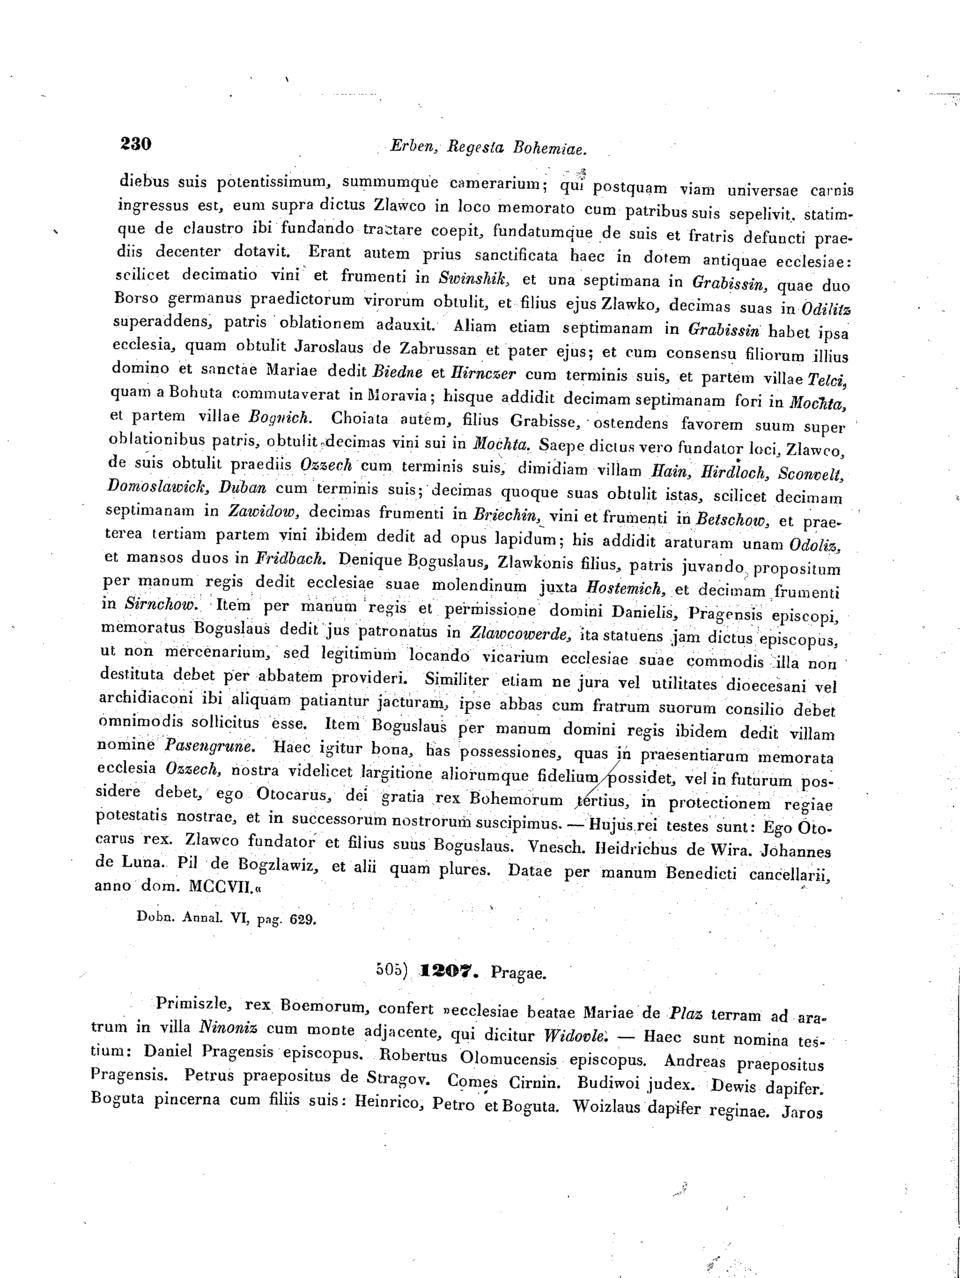 230 Erben, Regesta Bohemiae.
diebus suis potentissimum, summumque camerarium; qui postquam viam universae carnis
ingressus est, eum supra dictus Zlawco in loco memorato cum patribus suis sepelivit, statim-
que de claustro ibi fundando tractare coepit, fundatumque de suis et fratris defuncti prae-
diis decenter dotavit. Erant autem prius sanctificata haec in dotem antiquae ecclesiae:
scilicet decimatio vini et frumenti in Swinshik, et una septimana in Grabissin, quae duo
Borso germanus praedictorum virorum obtulit, et filius ejus Zlawko, decimas suas in Odilitz
superaddens, patris oblationem adauxit. Aliam etiam septimanam in Grabissin habet ipsa
ecclesia, quam obtulit Jaroslaus de Zabrussan et pater ejus; et cum consensu filiorum illius
domino et sanctae Mariae dedit Biedne et Hirnczer cum terminis suis, et partem villae Telci,
quam a Bohuta commutaverat in Moravia; hisque addidit decimam septimanam fori in Mochta,
et partem villae Bognich. Choiata autem, filius Grabisse, ostendens favorem suum super
oblationibus patris, obtulit decimas vini sui in Mochta. Saepe dictus vero fundator loci, Zlawco,
de suis obtulit praediis Ozzech cum terminis suis, dimidiam villam Hain, Hirdloch, Sconvelt,
Domoslawick, Duban cum terminis suis; decimas quoque suas obtulit istas, scilicet decimam
septimanam in Zawidow, decimas frumenti in Briechin, vini et frumenti in Betschow, et prae-
terea tertiam partem vini ibidem dedit ad opus lapidum; his addidit araturam unam Odoliz,
et mansos duos in Fridbach. Denique Boguslaus, Zlawkonis filius, patris juvando propositum
per manum regis dedit ecclesiae suae molendinum juxta Hostemich, et decimam frumenti
in Sirnchow. Item per manum regis et permissione domini Danielis, Pragensis episcopi,
memoratus Boguslaus dedit jus patronatus in Zlawcowerde, ita statuens jam dictus episcopus,
ut non mercenarium, sed legitimum locando vicarium ecclesiae suae commodis illa non
destituta debet per abbatem provideri. Similiter etiam ne jura vel utilitates dioecesani vel
archidiaconi ibi aliquam patiantur jacturam, ipse abbas cum fratrum suorum consilio debet
omnimodis sollicitus esse. Item Boguslaus per manum domini regis ibidem dedit villam
nomine Pasengrune. Haec igitur bona, has possessiones, quas in praesentiarum memorata
ecclesia Ozzech, nostra videlicet largitione aliorumque fidelium possidet, vel in futurum pos-
sidere debet, ego Otocarus, dei gratia rex Bohemorum tertius, in protectionem regiae
potestatis nostrae, et in successorum nostrorum suscipimus. — Hujus rei testes sunt: Ego Oto-
carus rex. Zlawco fundator et filius suus Boguslaus. Vnesch. Heidrichus de Wira. Johannes
de Luna. Pil de Bogzlawiz, et alii quam plures. Datae per manum Benedicti cancellarii,
anno dom. MCCVII.«
Dobn. Annal. VI, pag. 629.
505) 1207. Pragae.
Primiszle, rex Boemorum, confert »ecclesiae beatae Mariae de Plaz terram ad ara-
trum in villa Ninoniz cum monte adjacente, qui dicitur Widovle. — Haec sunt nomina tes-
tium: Daniel Pragensis episcopus. Robertus Olomucensis episcopus. Andreas praepositus
Pragensis. Petrus praepositus de Stragov. Comes Cirnin. Budiwoi judex. Dewis dapifer.
Boguta pincerna cum filiis suis: Heinrico, Petro et Boguta. Woizlaus dapifer reginae. Jaros